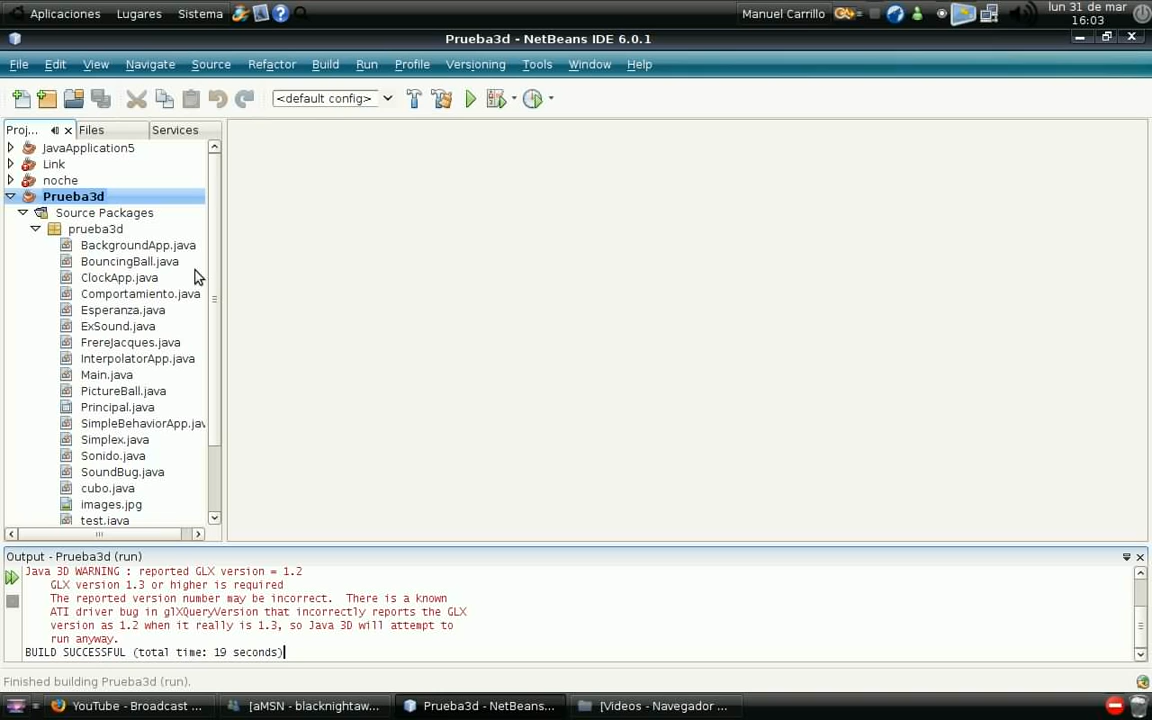 Aplicaciones Lugares Sistema
Manuel Carrillo
lun 31 de mar
16:03
Prueba3d - NetBeans IDE 6.0.1
File Edit View Navigate Source Refactor Build Run Profile Versioning Tools Window Help
<default config>
Proj... Files Services
JavaApplication5
Link
noche
Prueba3d
Source Packages
prueba3d
BackgroundApp.java
BouncingBall.java
ClockApp.java
Comportamiento.java
Esperanza.java
ExSound.java
FrereJacques.java
InterpolatorApp.java
Main.java
PictureBall.java
Principal.java
SimpleBehaviorApp.jav
Simplex.java
Sonido.java
SoundBug.java
cubo.java
images.jpg
test.java
Output - Prueba3d (run)
Java 3D WARNING : reported GLX version = 1.2
GLX version 1.3 or higher is required
The reported version number may be incorrect. There is a known
ATI driver bug in glXQueryVersion that incorrectly reports the GLX
version as 1.2 when it really is 1.3, so Java 3D will attempt to
run anyway.
BUILD SUCCESSFUL (total time: 19 seconds)
Finished building Prueba3d (run).
YouTube - Broadcast ... [aMSN - blacknightaw... Prueba3d - NetBeans... [Videos - Navegador ...